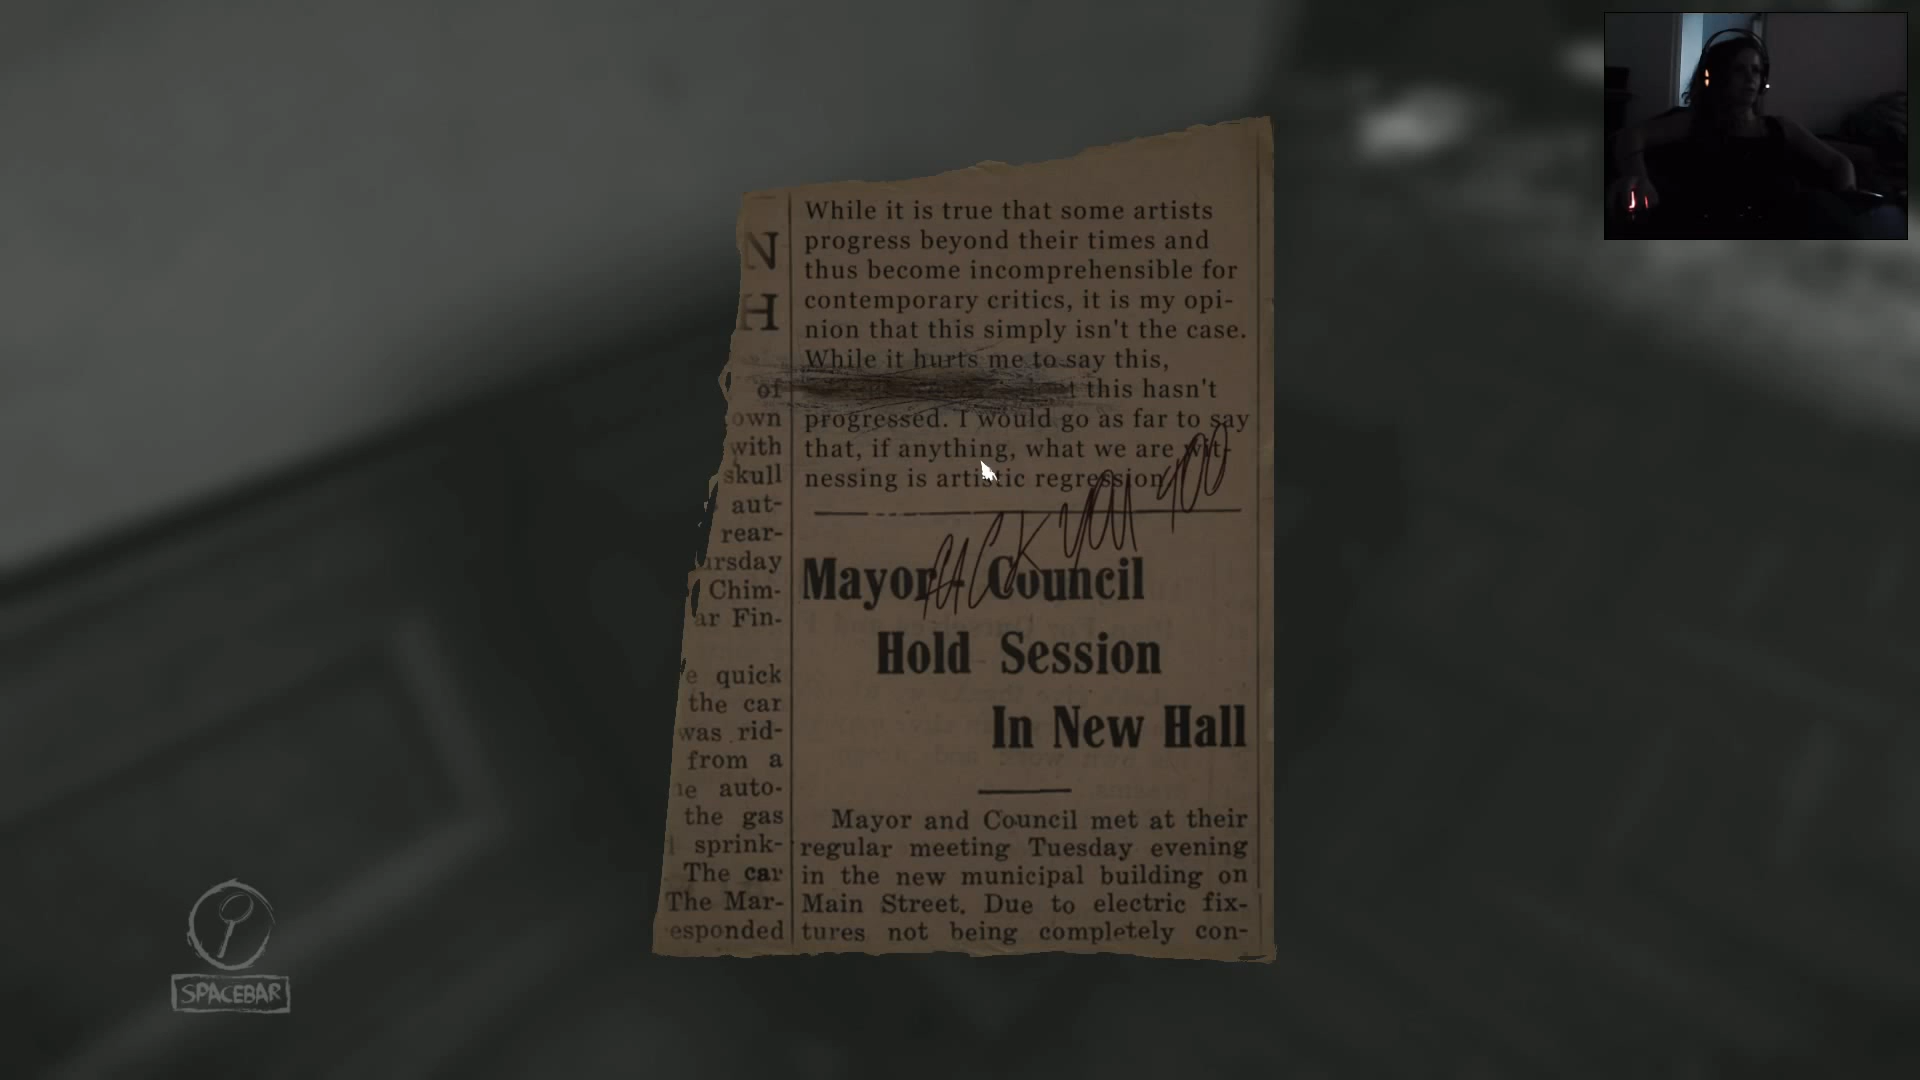 N
H
of
own
with
skull
aut-
rear-
ursday
Chim-
ar Fin-
e quick
the car
was rid-
from a
e auto-
the gas
sprink-
The car
The Mar-
esponded
While it is true that some artists
progress beyond their times and
thus become incomprehensible for
contemporary critics, it is my opi-
nion that this simply isn't the case.
While it hurts me to say this,
this hasn't
progressed. I would go as far to say
that, if anything, what we are wit-
nessing is artistic regression
YOU TOO
Mayor - Council
Hold Session
In New Hall
Mayor and Council met at their
regular meeting Tuesday evening
in the new municipal building on
Main Street. Due to electric fix-
tures not being completely con-
SPACEBAR